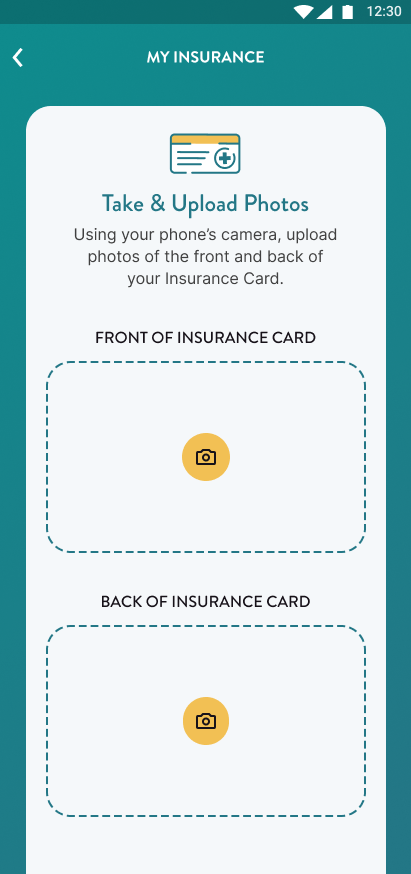 12:30
MY INSURANCE
Take & Upload Photos
Using your phone’s camera, upload
photos of the front and back of
your Insurance Card.
FRONT OF INSURANCE CARD
BACK OF INSURANCE CARD